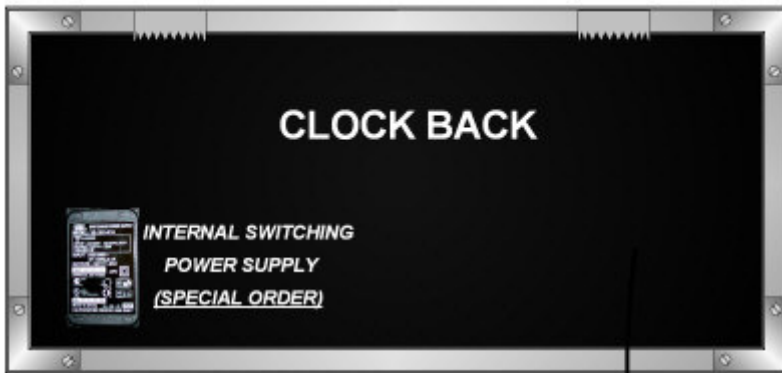 CLOCK BACK
INTERNAL SWITCHING
POWER SUPPLY
(SPECIAL ORDER)